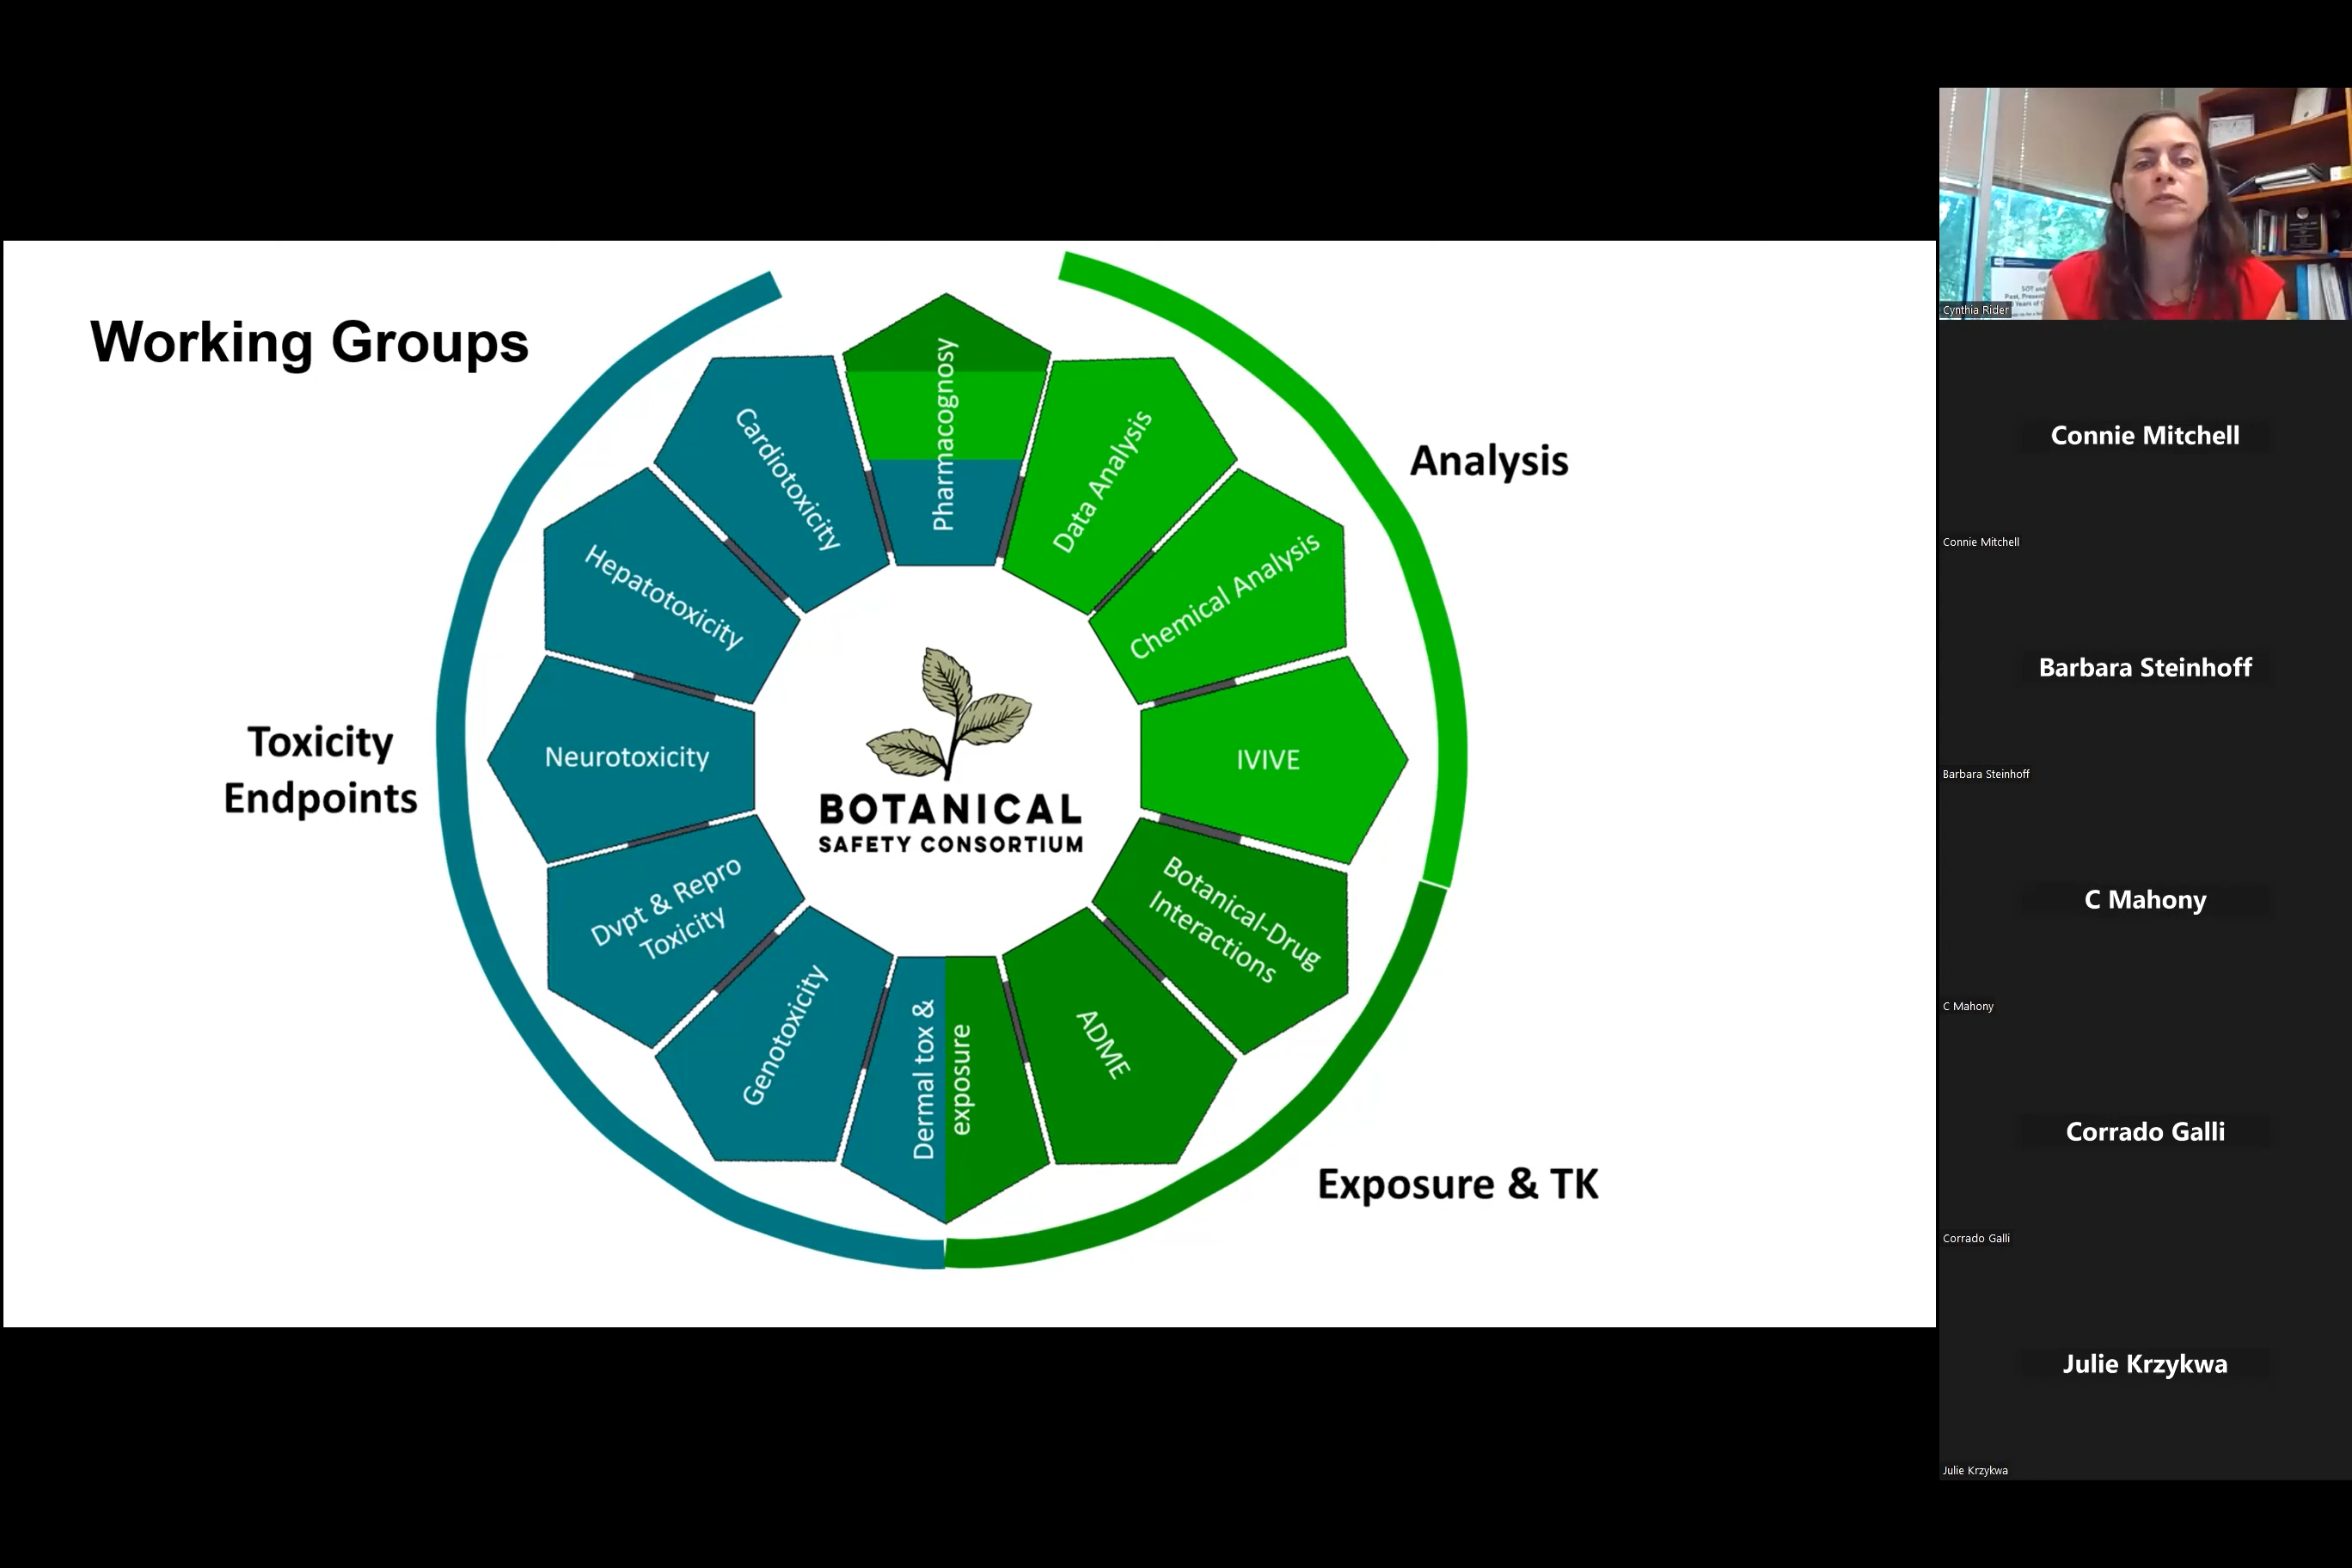 Working Groups
Pharmacognosy
Data Analysis
Chemical Analysis
IVIVE
Botanical-Drug
Interactions
ADME
Dermal tox &
exposure
Genotoxicity
Dvpt & Repro
Toxicity
Neurotoxicity
Hepatotoxicity
Cardiotoxicity
BOTANICAL
SAFETY CONSORTIUM
Analysis
Exposure & TK
Toxicity
Endpoints
Cynthia Rider
Connie Mitchell
Connie Mitchell
Barbara Steinhoff
Barbara Steinhoff
C Mahony
C Mahony
Corrado Galli
Corrado Galli
Julie Krzykwa
Julie Krzykwa